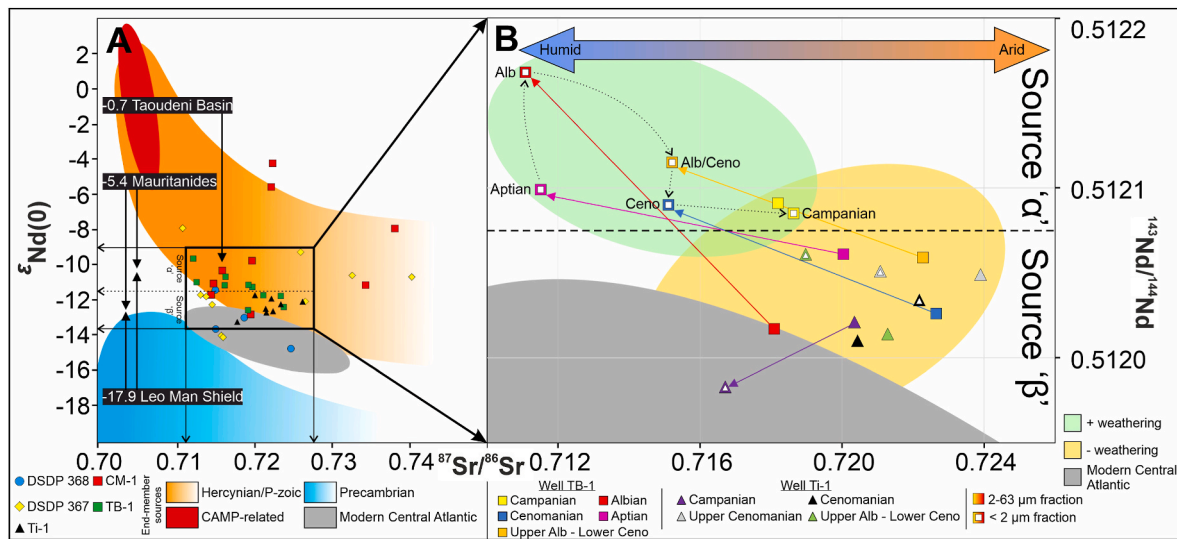 A
B
Humid
Arid
0.5122
2
0
-2
-4
-6
-8
-10
-12
-14
-16
-18
εNd(0)
-0.7 Taoudeni Basin
-5.4 Mauritanides
-17.9 Leo Man Shield
Source
'α'
Source
'β'
Alb
Alb/Ceno
Aptian
Ceno
Campanian
Source 'α'
Source 'β'
0.5121
0.5120
143Nd/144Nd
+ weathering
- weathering
Modern Central
Atlantic
0.70 0.71 0.72 0.73 0.74
87Sr/86Sr
0.712 0.716 0.720 0.724
DSDP 368 CM-1
DSDP 367 TB-1
Ti-1
End-member
sources
Hercynian/P-zoic Precambrian
CAMP-related Modern Central Atlantic
Well TB-1
Campanian Albian
Cenomanian Aptian
Upper Alb - Lower Ceno
Well Ti-1
Campanian Cenomanian
Upper Cenomanian Upper Alb - Lower Ceno
2-63 µm fraction
< 2 µm fraction